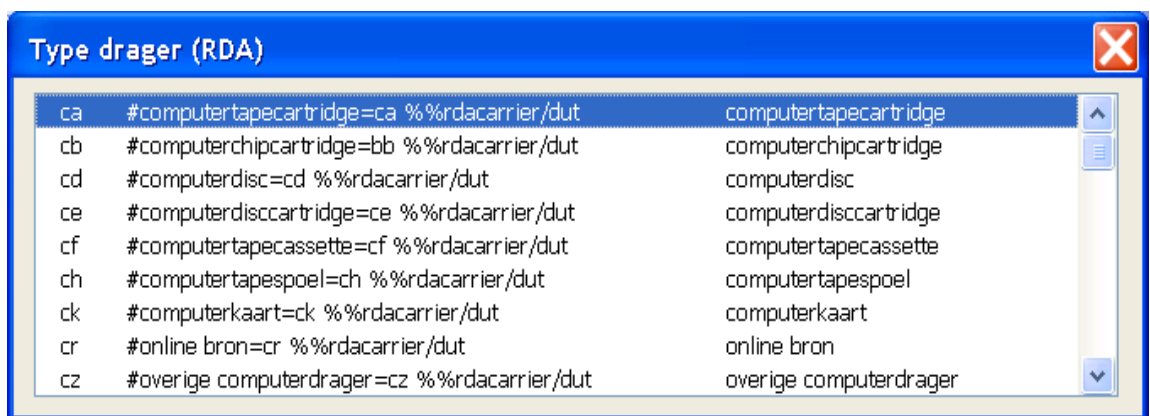 Type drager (RDA)
ca #computertapecartridge=ca %%rdacarrier/dut computertapecartridge
cb #computerchipcartridge=bb %%rdacarrier/dut computerchipcartridge
cd #computerdisc=cd %%rdacarrier/dut computerdisc
ce #computerdisccartridge=ce %%rdacarrier/dut computerdisccartridge
cf #computertapecassette=cf %%rdacarrier/dut computertapecassette
ch #computertapespoel=ch %%rdacarrier/dut computertapespoel
ck #computerkaart=ck %%rdacarrier/dut computerkaart
cr #online bron=cr %%rdacarrier/dut online bron
cz #overige computerdrager=cz %%rdacarrier/dut overige computerdrager